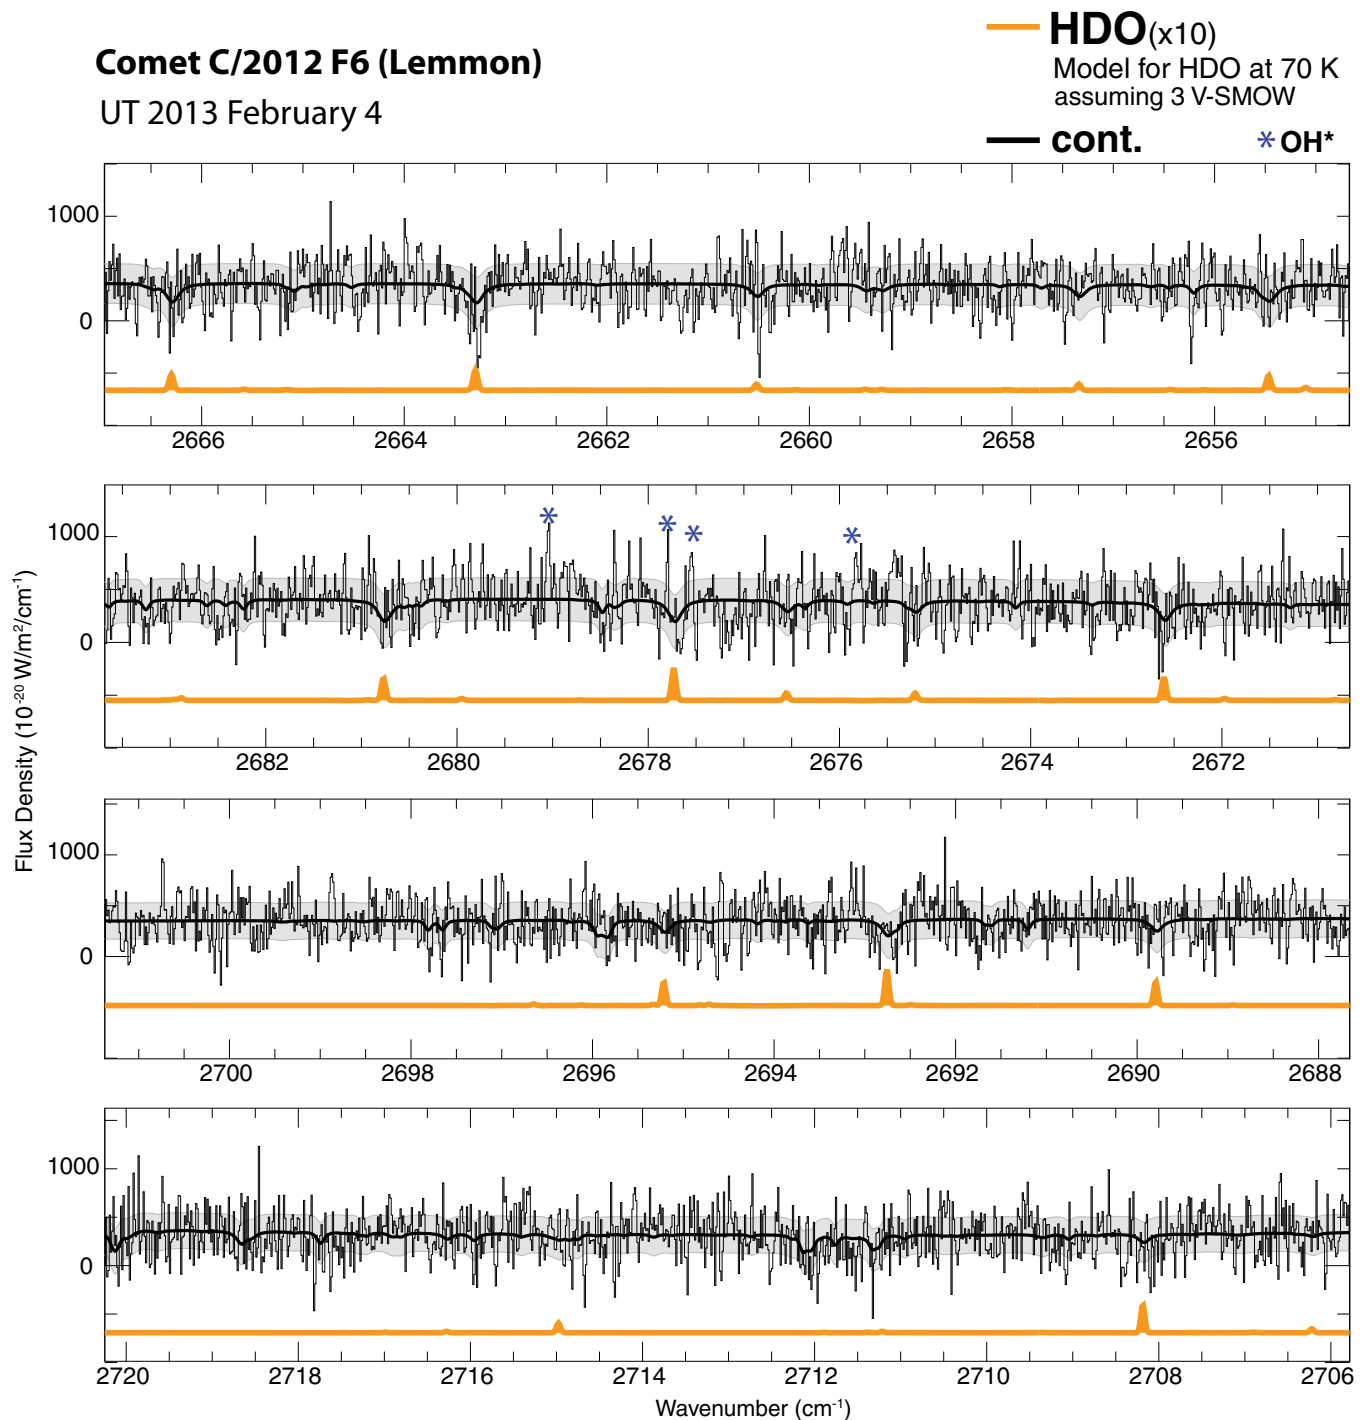 Comet C/2012 F6 (Lemmon)
UT 2013 February 4
HDO(x10)
Model for HDO at 70 K
assuming 3 V-SMOW
cont.
* OH*
1000
0
2666 2664 2662 2660 2658 2656
* * * *
1000
0
2682 2680 2678 2676 2674 2672
1000
0
2700 2698 2696 2694 2692 2690 2688
1000
0
2720 2718 2716 2714 2712 2710 2708 2706
Flux Density (10⁻²⁰ W/m²/cm⁻¹)
Wavenumber (cm⁻¹)